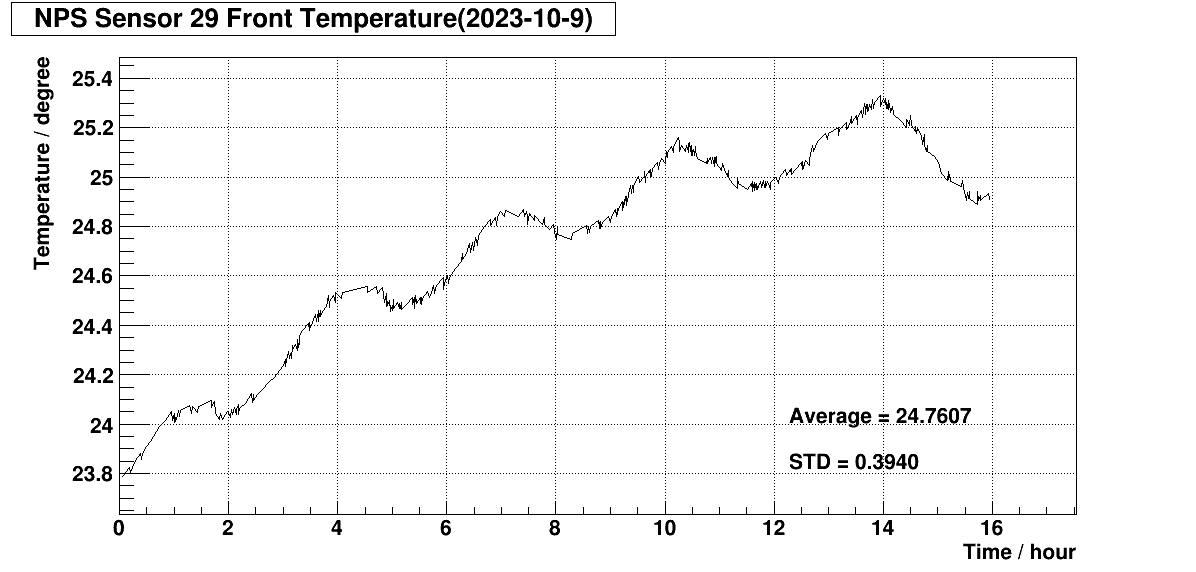 NPS Sensor 29 Front Temperature(2023-10-9)
Temperature / degree
25.4
25.2
25
24.8
24.6
24.4
24.2
24
23.8
Average = 24.7607
STD = 0.3940
0 2 4 6 8 10 12 14 16
Time / hour